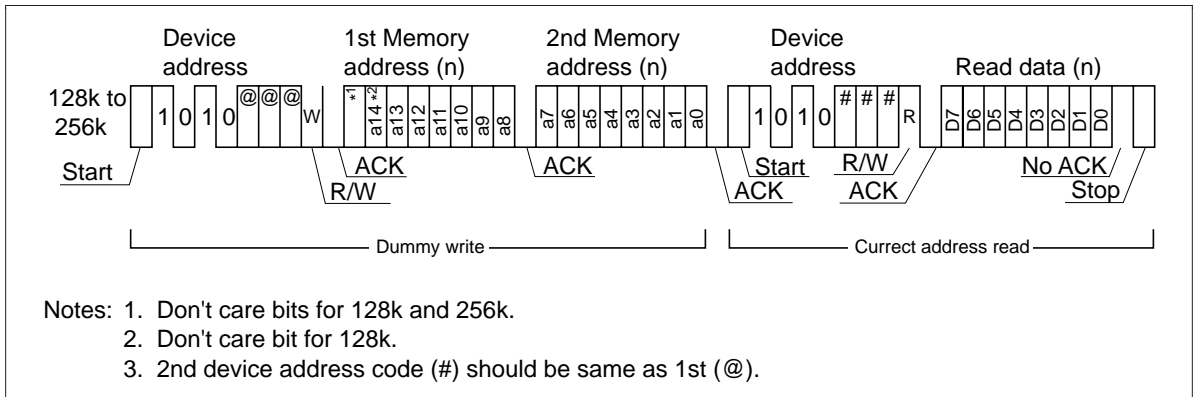 Device address 1st Memory address (n) 2nd Memory address (n) Device address Read data (n)
128k to 256k
1 0 1 0 @ @ @ W *1 a14 *2 a13 a12 a11 a10 a9 a8 a7 a6 a5 a4 a3 a2 a1 a0 1 0 1 0 # # # R D7 D6 D5 D4 D3 D2 D1 D0
Start ACK ACK Start R/W No ACK
R/W ACK ACK Stop
Dummy write Currect address read
Notes: 1. Don't care bits for 128k and 256k.
2. Don't care bit for 128k.
3. 2nd device address code (#) should be same as 1st (@).